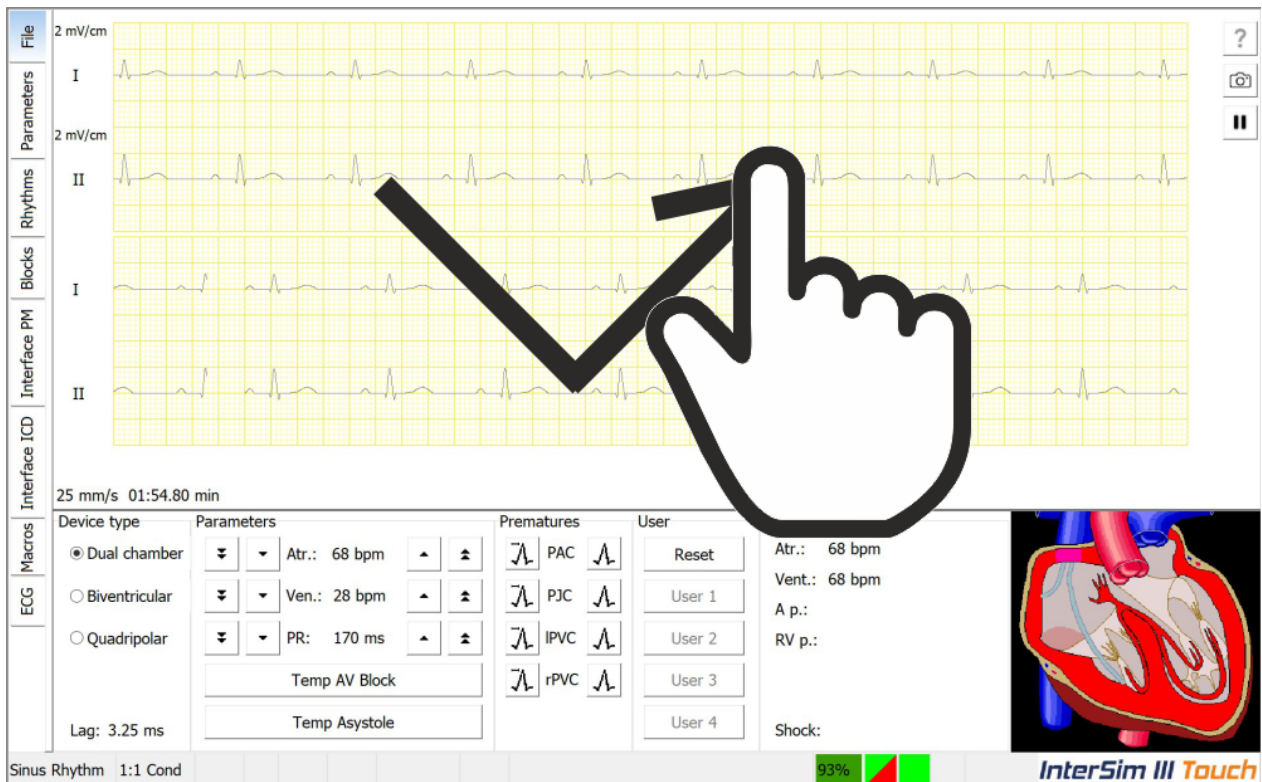 File
Parameters
Rhythms
Blocks
Interface PM
Interface ICD
Macros
ECG
2 mV/cm
I
2 mV/cm
II
I
II
25 mm/s 01:54.80 min
?
Device type
Dual chamber
Biventricular
Quadripolar
Lag: 3.25 ms
Parameters
Atr.: 68 bpm
Ven.: 28 bpm
PR: 170 ms
Temp AV Block
Temp Asystole
Prematures
PAC
PJC
lPVC
rPVC
User
Reset
User 1
User 2
User 3
User 4
Atr.: 68 bpm
Vent.: 68 bpm
A p.:
RV p.:
Shock:
Sinus Rhythm 1:1 Cond
93%
InterSim III Touch